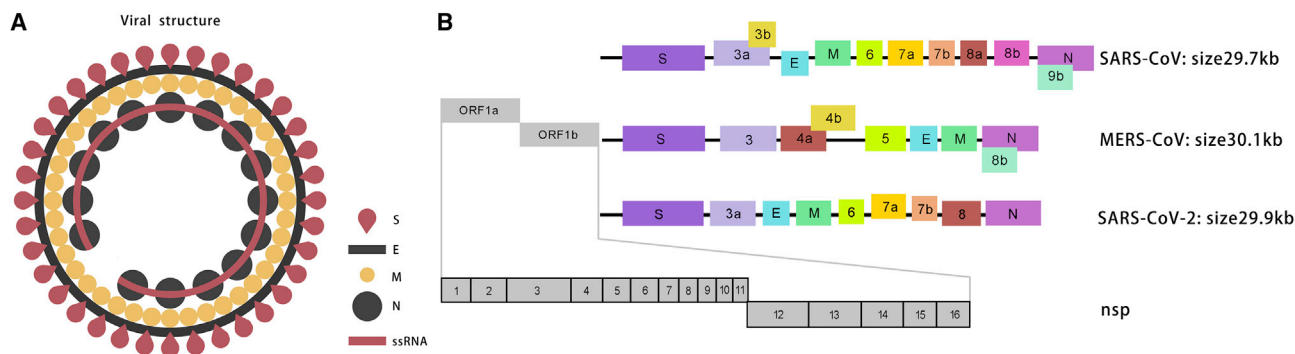 A
Viral structure
S
E
M
N
ssRNA
B
3b
S 3a E M 6 7a 7b 8a 8b N
9b
SARS-CoV: size29.7kb
ORF1a
ORF1b
4b
S 3 4a 5 E M N
8b
MERS-CoV: size30.1kb
S 3a E M 6 7a 7b 8 N
SARS-CoV-2: size29.9kb
1 2 3 4 5 6 7 8 9 10 11
12 13 14 15 16
nsp